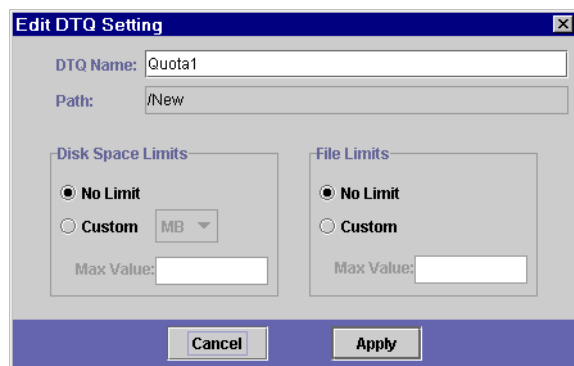 Edit DTQ Setting
DTQ Name: Quota1
Path: /New
Disk Space Limits
No Limit
Custom MB
Max Value:
File Limits
No Limit
Custom
Max Value:
Cancel Apply